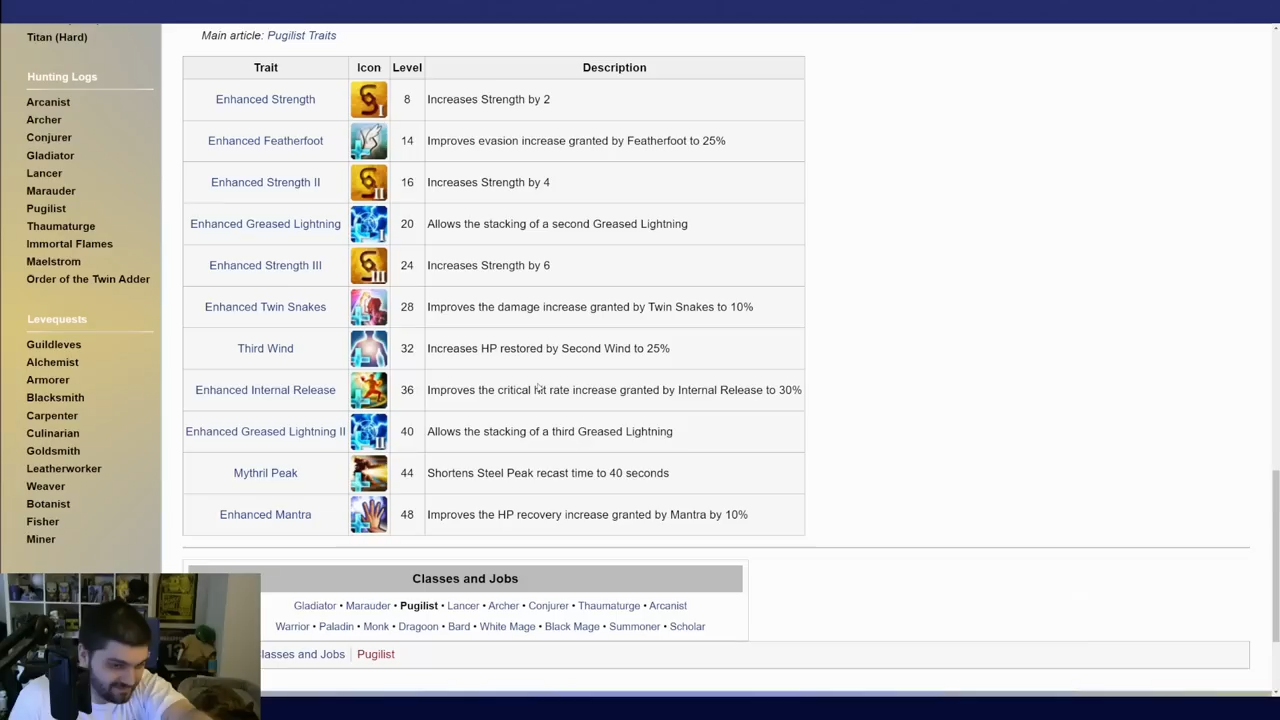 Titan (Hard)
Hunting Logs
Arcanist
Archer
Conjurer
Gladiator
Lancer
Marauder
Pugilist
Thaumaturge
Immortal Flames
Maelstrom
Order of the Twin Adder
Levequests
Guildleves
Alchemist
Armorer
Blacksmith
Carpenter
Culinarian
Goldsmith
Leatherworker
Weaver
Botanist
Fisher
Miner
Main article: Pugilist Traits
Trait Icon Level Description
Enhanced Strength I 8 Increases Strength by 2
Enhanced Featherfoot 14 Improves evasion increase granted by Featherfoot to 25%
Enhanced Strength II II 16 Increases Strength by 4
Enhanced Greased Lightning I 20 Allows the stacking of a second Greased Lightning
Enhanced Strength III III 24 Increases Strength by 6
Enhanced Twin Snakes 28 Improves the damage increase granted by Twin Snakes to 10%
Third Wind 32 Increases HP restored by Second Wind to 25%
Enhanced Internal Release 36 Improves the critical hit rate increase granted by Internal Release to 30%
Enhanced Greased Lightning II II 40 Allows the stacking of a third Greased Lightning
Mythril Peak 44 Shortens Steel Peak recast time to 40 seconds
Enhanced Mantra 48 Improves the HP recovery increase granted by Mantra by 10%
Classes and Jobs
Gladiator • Marauder • Pugilist • Lancer • Archer • Conjurer • Thaumaturge • Arcanist
Warrior • Paladin • Monk • Dragoon • Bard • White Mage • Black Mage • Summoner • Scholar
lasses and Jobs | Pugilist